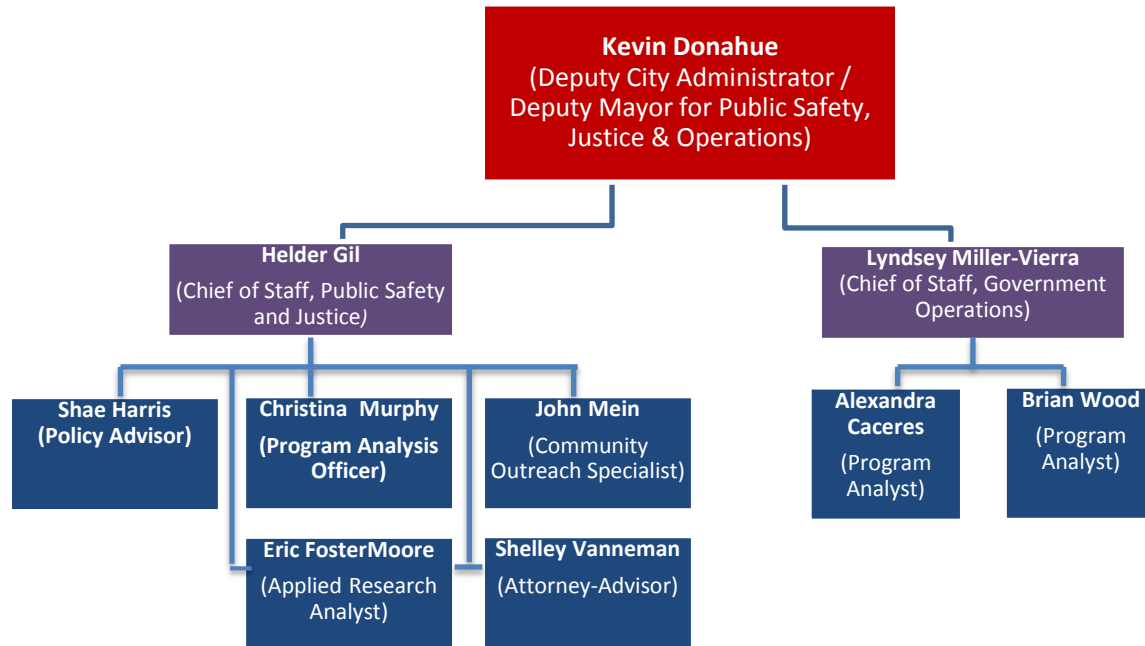 Kevin Donahue
(Deputy City Administrator /
Deputy Mayor for Public Safety,
Justice & Operations)
Helder Gil
(Chief of Staff, Public Safety
and Justice)
Lyndsey Miller-Vierra
(Chief of Staff, Government
Operations)
Shae Harris
(Policy Advisor)
Christina Murphy
(Program Analysis
Officer)
John Mein
(Community
Outreach Specialist)
Alexandra
Caceres
(Program
Analyst)
Brian Wood
(Program
Analyst)
Eric FosterMoore
(Applied Research
Analyst)
Shelley Vanneman
(Attorney-Advisor)